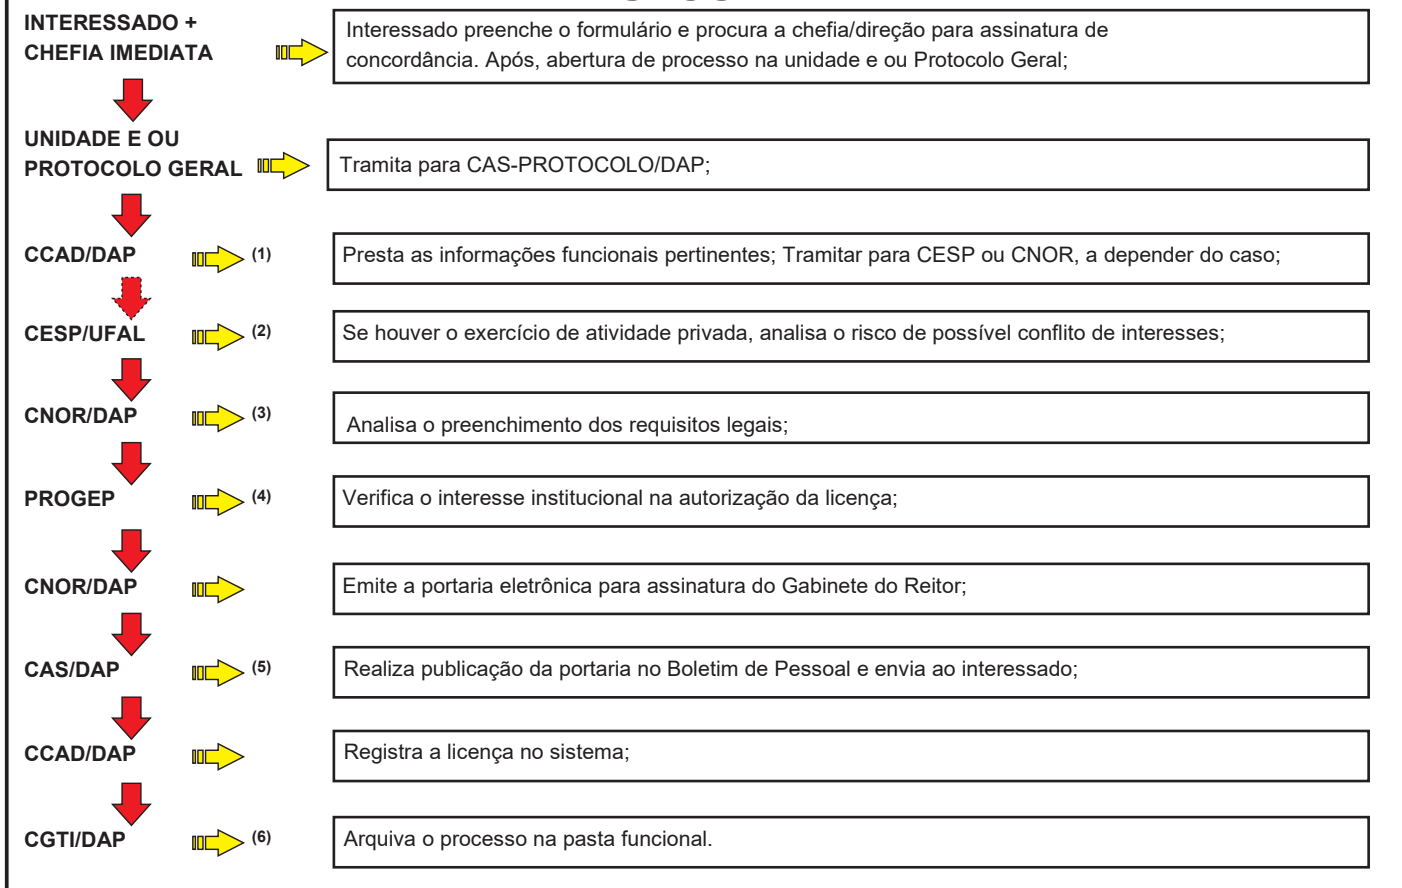 INTERESSADO +
CHEFIA IMEDIATA
Interessado preenche o formulário e procura a chefia/direção para assinatura de
concordância. Após, abertura de processo na unidade e ou Protocolo Geral;
UNIDADE E OU
PROTOCOLO GERAL
Tramita para CAS-PROTOCOLO/DAP;
CCAD/DAP (1) Presta as informações funcionais pertinentes; Tramitar para CESP ou CNOR, a depender do caso;
CESP/UFAL (2) Se houver o exercício de atividade privada, analisa o risco de possível conflito de interesses;
CNOR/DAP (3) Analisa o preenchimento dos requisitos legais;
PROGEP (4) Verifica o interesse institucional na autorização da licença;
CNOR/DAP Emite a portaria eletrônica para assinatura do Gabinete do Reitor;
CAS/DAP (5) Realiza publicação da portaria no Boletim de Pessoal e envia ao interessado;
CCAD/DAP Registra a licença no sistema;
CGTI/DAP (6) Arquiva o processo na pasta funcional.